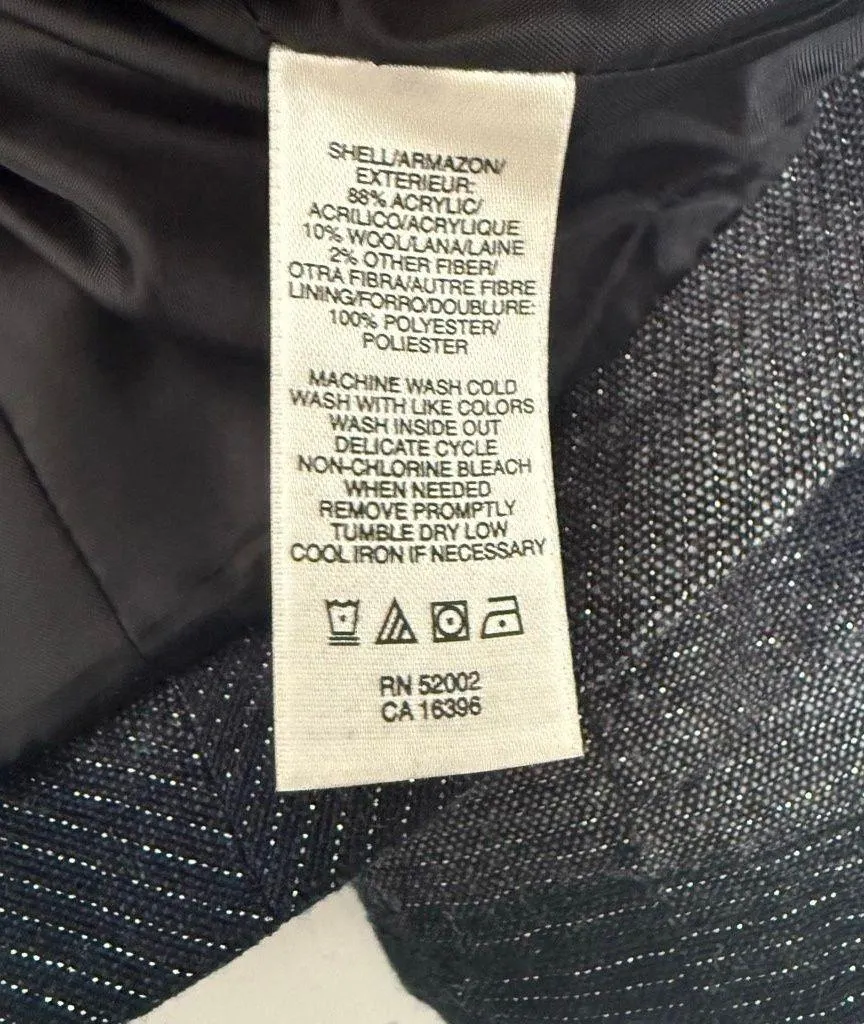 SHELL/ARMAZON/
EXTERIEUR:
88% ACRYLIC/
ACRILICO/ACRYLIQUE
10% WOOL/LANA/LAINE
2% OTHER FIBER/
OTRA FIBRA/AUTRE FIBRE
LINING/FORRO/DOUBLURE:
100% POLYESTER/
POLIESTER
MACHINE WASH COLD
WASH WITH LIKE COLORS
WASH INSIDE OUT
DELICATE CYCLE
NON-CHLORINE BLEACH
WHEN NEEDED
REMOVE PROMPTLY
TUMBLE DRY LOW
COOL IRON IF NECESSARY
RN 52002
CA 16396